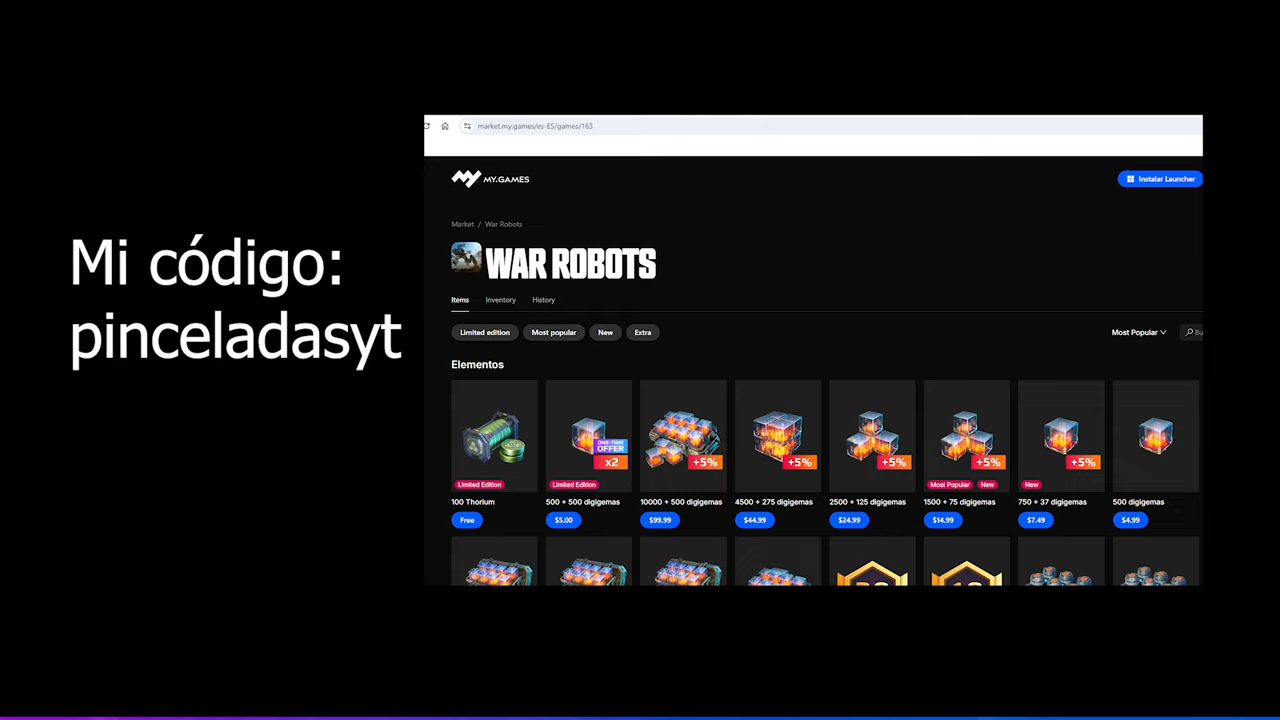 Mi código:
pinceladasyt
market.my.games/es-ES/games/163
MY.GAMES
Instalar Launcher
Market / War Robots
WAR ROBOTS
Items Inventory History
Limited edition Most popular New Extra
Most Popular
Bu
Elementos
ONE-TIME
OFFER
x2 +5% +5% +5% +5% +5%
Limited Edition Limited Edition Most Popular New New
100 Thorium 500 + 500 digigemas 10000 + 500 digigemas 4500 + 275 digigemas 2500 + 125 digigemas 1500 + 75 digigemas 750 + 37 digigemas 500 digigemas
Free $5.00 $99.99 $44.99 $24.99 $14.99 $7.49 $4.99